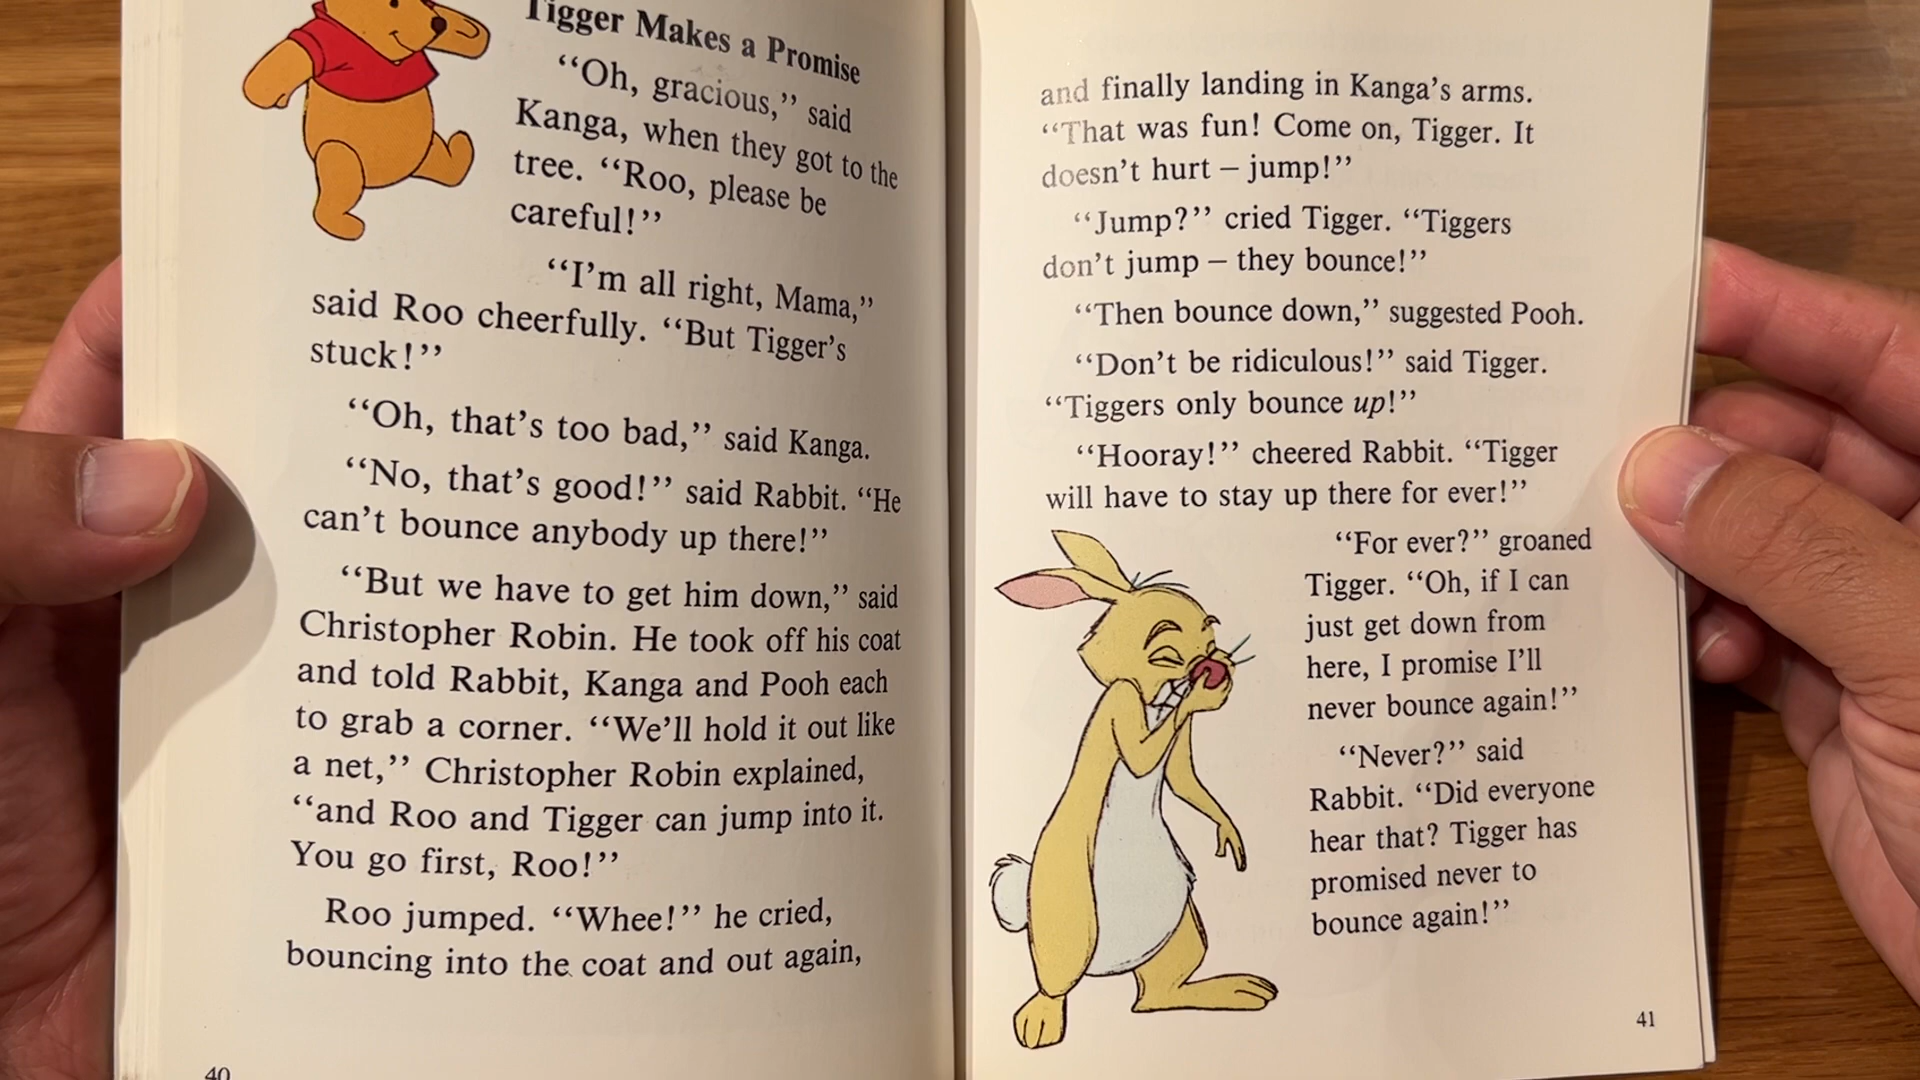 Tigger Makes a Promise
‘‘Oh, gracious,’’ said
Kanga, when they got to the
tree. ‘‘Roo, please be
careful!’’
‘‘I’m all right, Mama,’’
said Roo cheerfully. ‘‘But Tigger’s
stuck!’’
‘‘Oh, that’s too bad,’’ said Kanga.
‘‘No, that’s good!’’ said Rabbit. ‘‘He
can’t bounce anybody up there!’’
‘‘But we have to get him down,’’ said
Christopher Robin. He took off his coat
and told Rabbit, Kanga and Pooh each
to grab a corner. ‘‘We’ll hold it out like
a net,’’ Christopher Robin explained,
‘‘and Roo and Tigger can jump into it.
You go first, Roo!’’
Roo jumped. ‘‘Whee!’’ he cried,
bouncing into the coat and out again,
40
and finally landing in Kanga’s arms.
‘‘That was fun! Come on, Tigger. It
doesn’t hurt – jump!’’
‘‘Jump?’’ cried Tigger. ‘‘Tiggers
don’t jump – they bounce!’’
‘‘Then bounce down,’’ suggested Pooh.
‘‘Don’t be ridiculous!’’ said Tigger.
‘‘Tiggers only bounce up!’’
‘‘Hooray!’’ cheered Rabbit. ‘‘Tigger
will have to stay up there for ever!’’
‘‘For ever?’’ groaned
Tigger. ‘‘Oh, if I can
just get down from
here, I promise I’ll
never bounce again!’’
‘‘Never?’’ said
Rabbit. ‘‘Did everyone
hear that? Tigger has
promised never to
bounce again!’’
41